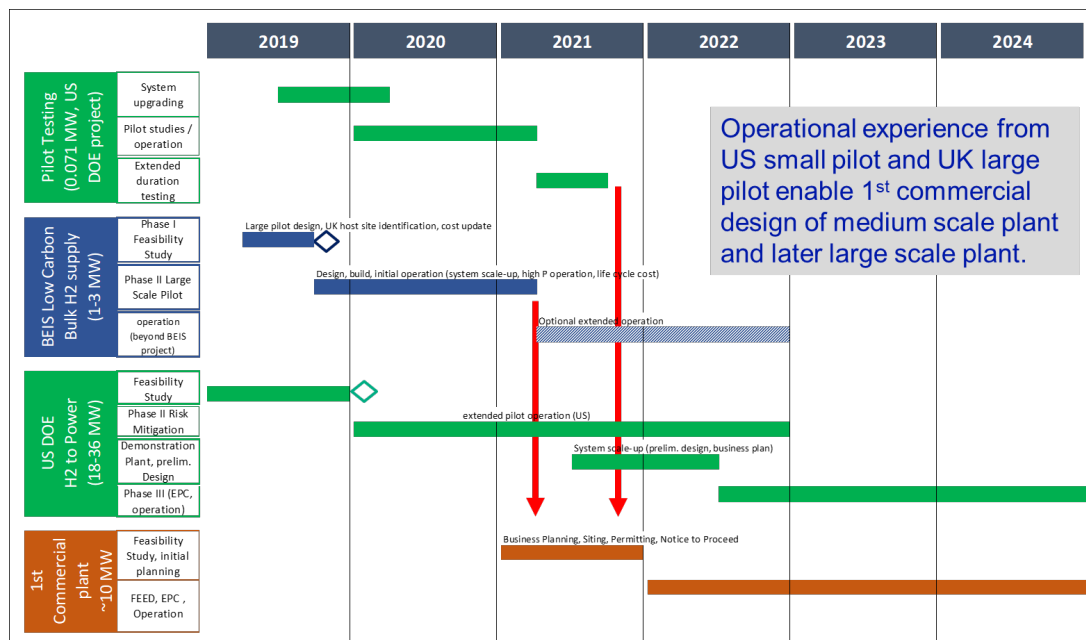 2019
2020
2021
2022
2023
2024
Pilot Testing
(0.071 MW, US
DOE project)
System
upgrading
Pilot studies /
operation
Extended
duration
testing
Operational experience from
US small pilot and UK large
pilot enable 1st commercial
design of medium scale plant
and later large scale plant.
BEIS Low Carbon
Bulk H2 supply
(1-3 MW)
Phase I
Feasibility
Study
Large pilot design, UK host site identification, cost update
Phase II Large
Scale Pilot
Design, build, initial operation (system scale-up, high P operation, life cycle cost)
operation
(beyond BEIS
project)
Optional extended operation
US DOE
H2 to Power
(18-36 MW)
Feasibility
Study
Phase II Risk
Mitigation
extended pilot operation (US)
Demonstration
Plant, prelim.
Design
System scale-up (prelim. design, business plan)
Phase III (EPC,
operation)
1st
Commercial
plant
~10 MW
Feasibility
Study, initial
planning
Business Planning, Siting, Permitting, Notice to Proceed
FEED, EPC ,
Operation